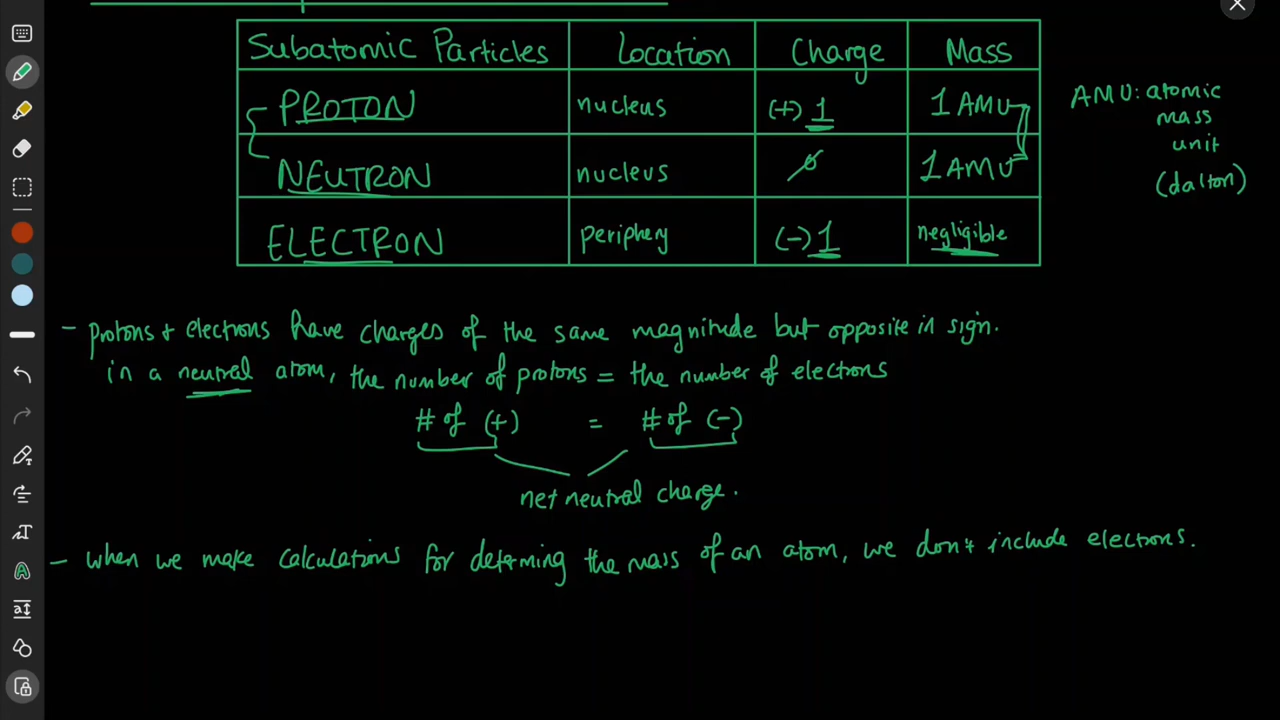 Subatomic Particles Location Charge Mass
PROTON nucleus (+) 1 1 AMU
NEUTRON nucleus 0 1 AMU
ELECTRON periphery (-) 1 negligible
AMU: atomic
mass
unit
(dalton)
- Protons + electrons have charges of the same magnitude but opposite in sign.
in a neutral atom, the number of protons = the number of electrons
# of (+) = # of (-)
net neutral charge.
- when we make calculations for determing the mass of an atom, we don't include electrons.